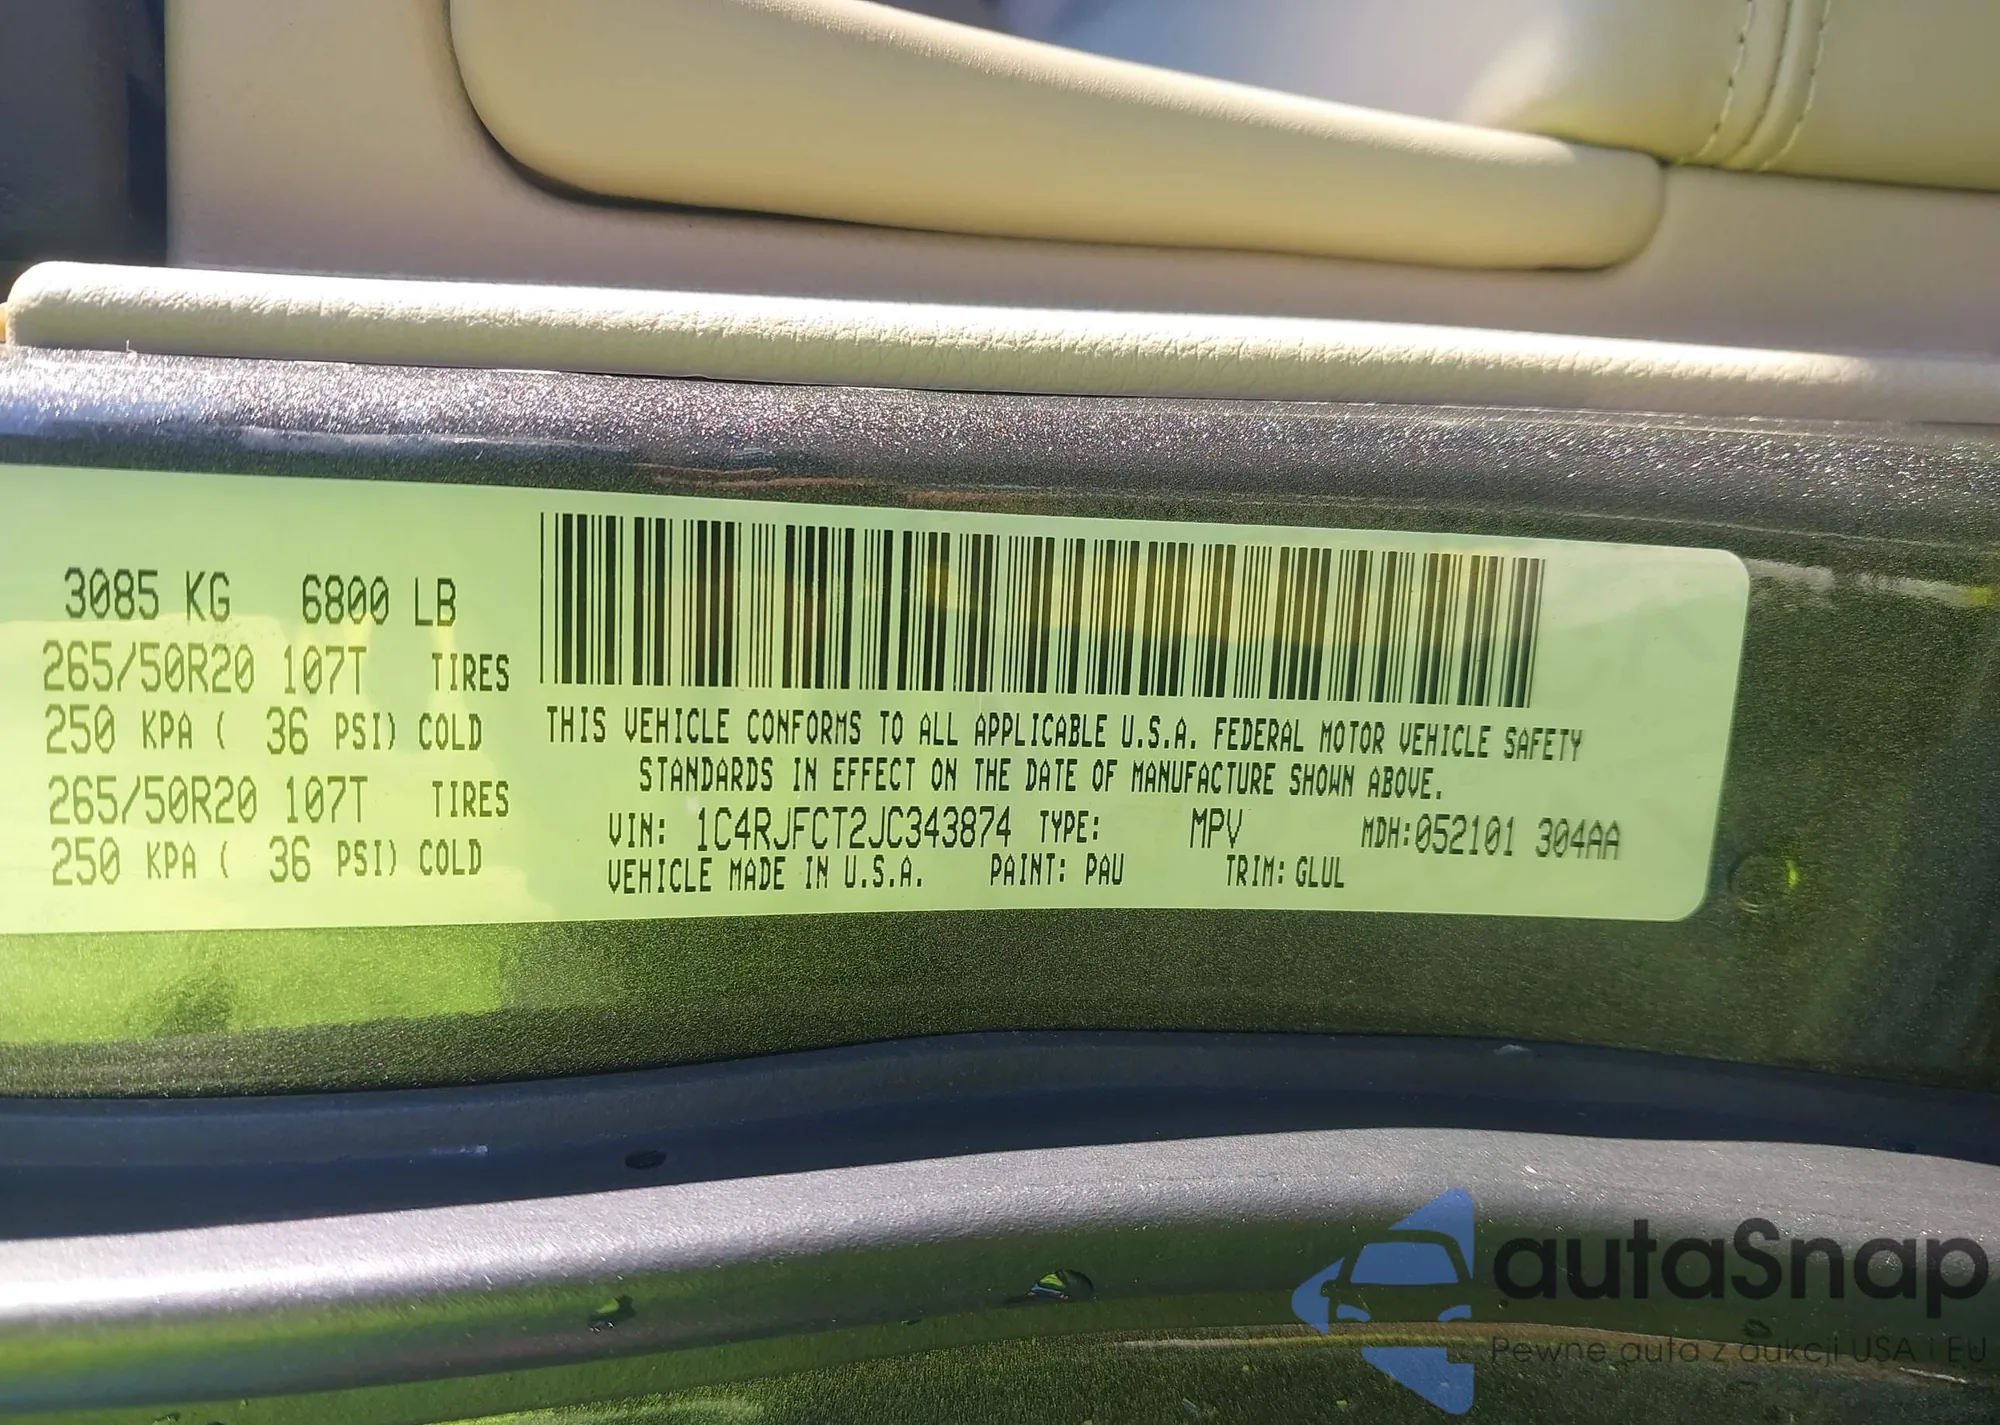 3085 KG 6800 LB
265/50R20 107T TIRES
250 KPA ( 36 PSI) COLD
265/50R20 107T TIRES
250 KPA ( 36 PSI) COLD
THIS VEHICLE CONFORMS TO ALL APPLICABLE U.S.A. FEDERAL MOTOR VEHICLE SAFETY
STANDARDS IN EFFECT ON THE DATE OF MANUFACTURE SHOWN ABOVE.
VIN: 1C4RJFCT2JC343874 TYPE: MPV MDH:052101 304AA
VEHICLE MADE IN U.S.A. PAINT: PAU TRIM: GLUL
autaSnap
Pewne auta z aukcji USA i EU